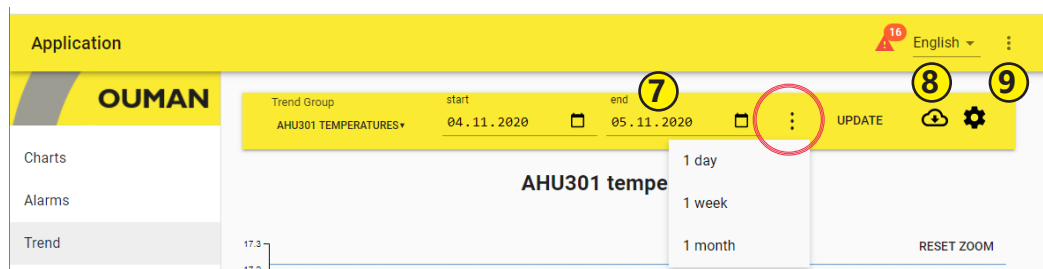 Application
16
English
OUMAN
7
8
9
Trend Group
start
end
AHU301 TEMPERATURES
04.11.2020
05.11.2020
UPDATE
Charts
1 day
AHU301 tempe
Alarms
1 week
Trend
17.3
1 month
RESET ZOOM